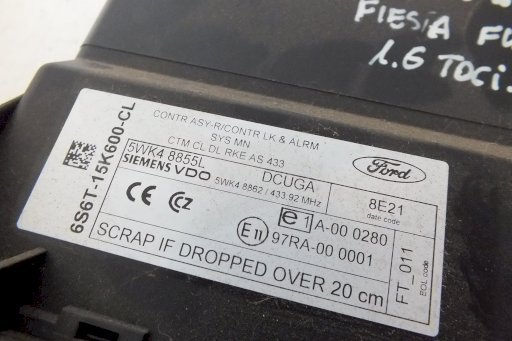 FIESTA FU
1.6 TDCi.
CONTR ASY-R/CONTR LK & ALRM
SYS MN
CTM CL DL RKE AS 433
6S6T-15K600-CL
5WK4 8855L
SIEMENS VDO
DCUGA
5WK4 8862 / 433.92 MHz
Ford
8E21
date code
CE CZ
e1 A-00 0280
E11 97RA-00 0001
FT_011
EOL code
SCRAP IF DROPPED OVER 20 cm